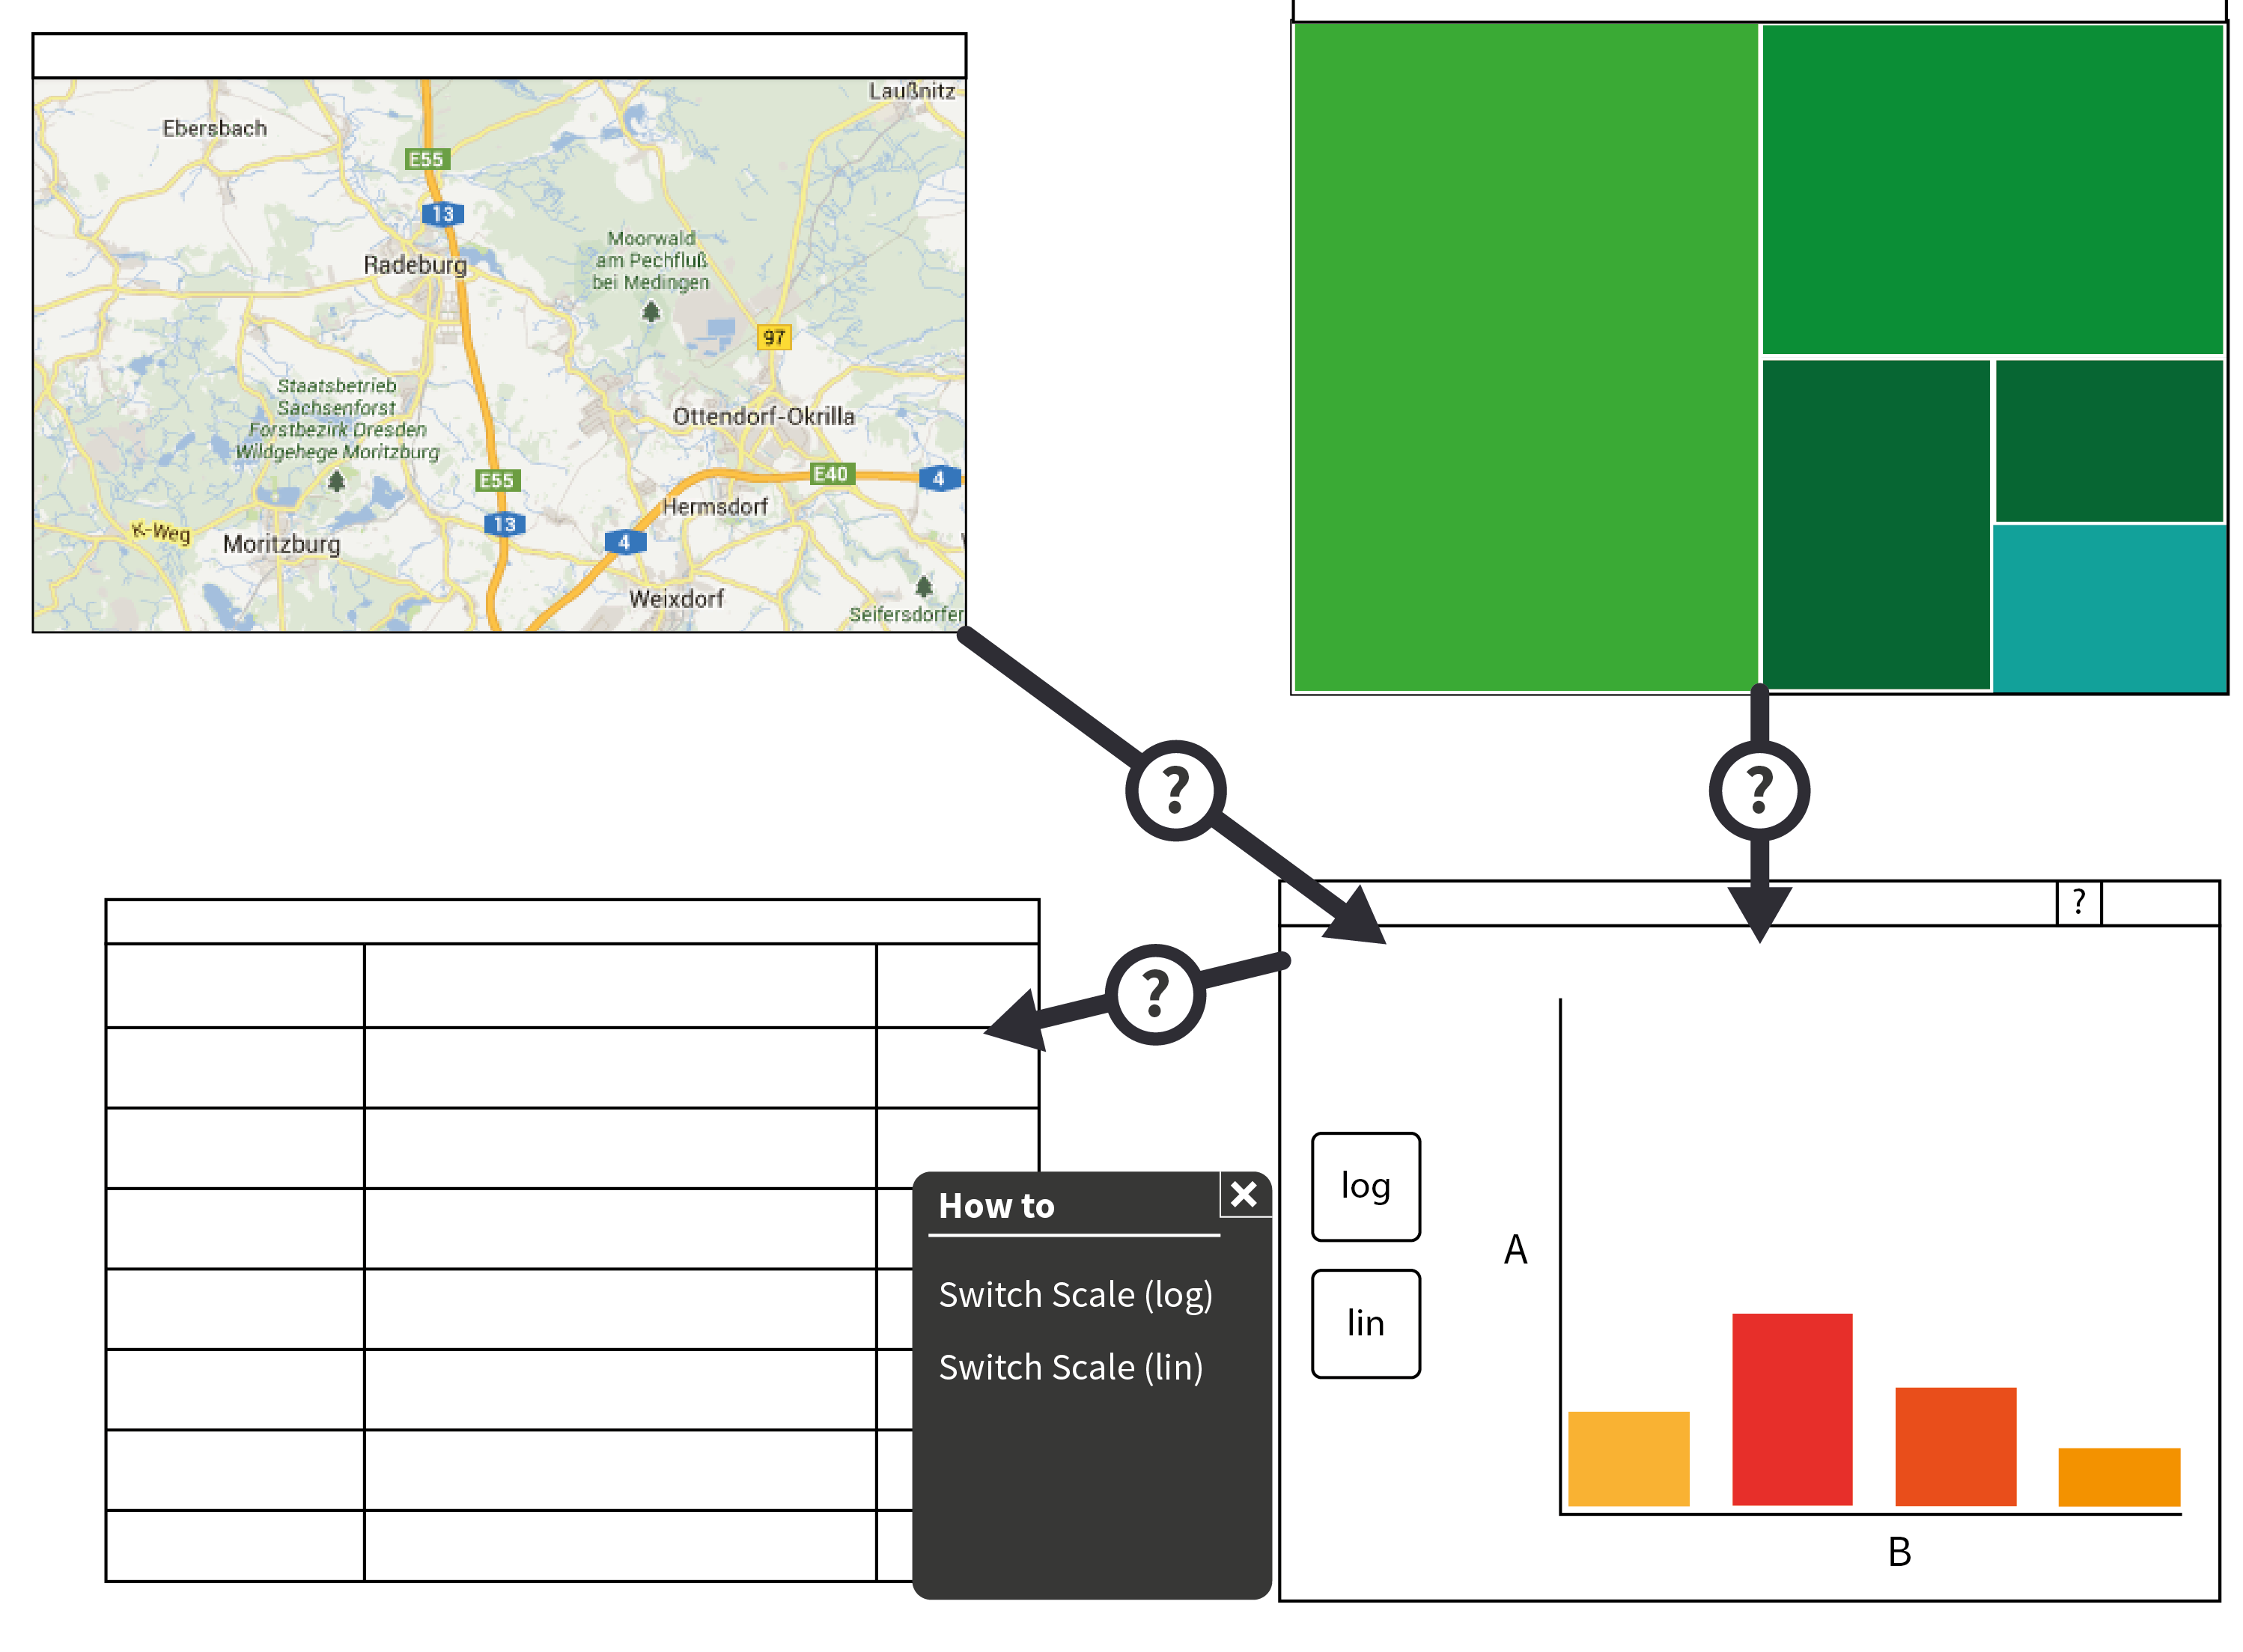 Laußnitz
Ebersbach
E55
13
Moorwald
am Pechfluß
bei Medingen
Radeburg
97
Staatsbetrieb
Sachsenforst
Forstbezirk Dresden
Wildgehege Moritzburg
Ottendorf-Okrilla
E55
E40
4
Hermsdorf
13
K-Weg
4
Moritzburg
Weixdorf
Seifersdorfer
?
?
?
?
How to
Switch Scale (log)
Switch Scale (lin)
log
lin
A
B